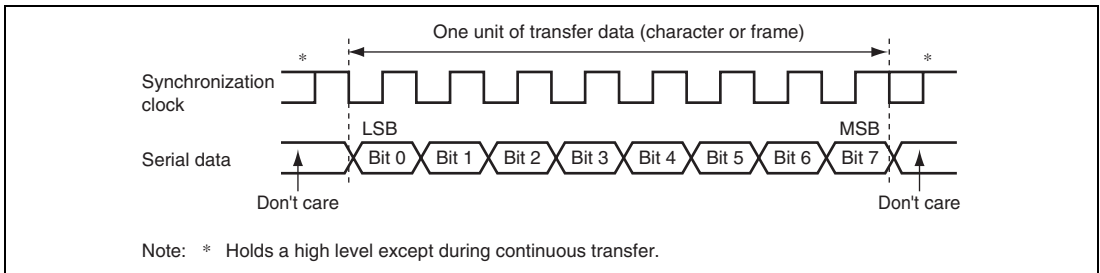 One unit of transfer data (character or frame)
* *
Synchronization
clock
LSB MSB
Serial data Bit 0 Bit 1 Bit 2 Bit 3 Bit 4 Bit 5 Bit 6 Bit 7
Don't care Don't care
Note: * Holds a high level except during continuous transfer.